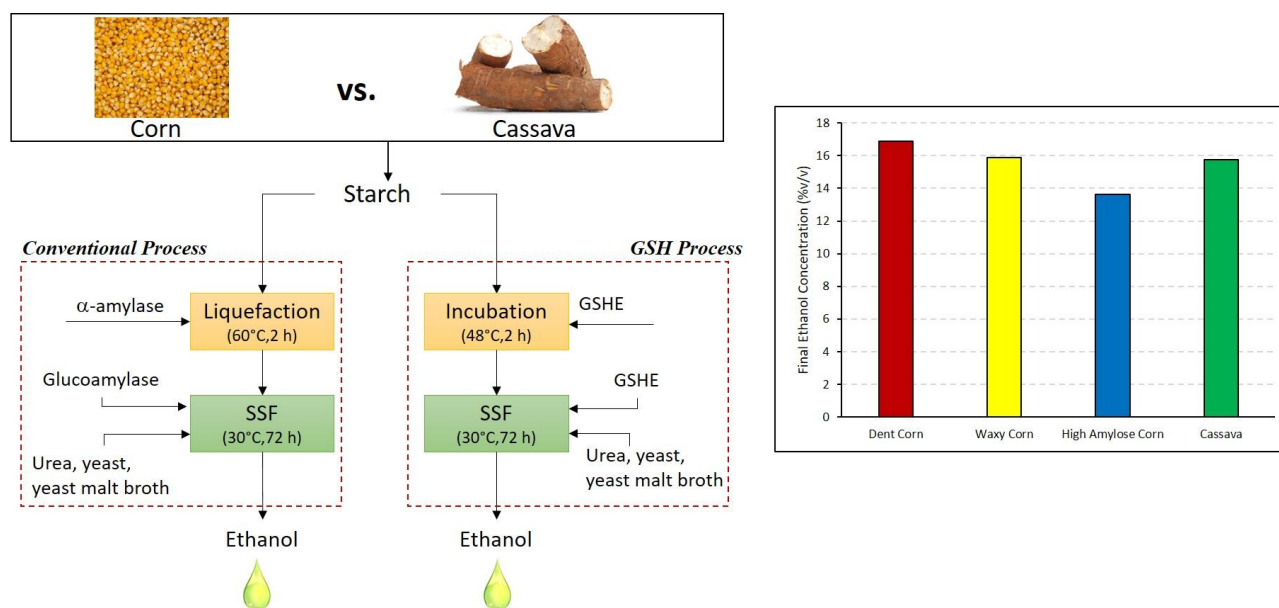 Corn
vs.
Cassava
Starch
Conventional Process
α-amylase
Liquefaction
(60°C,2 h)
Glucoamylase
SSF
(30°C,72 h)
Urea, yeast,
yeast malt broth
Ethanol
GSH Process
Incubation
(48°C,2 h)
GSHE
GSHE
SSF
(30°C,72 h)
Urea, yeast,
yeast malt broth
Ethanol
Final Ethanol Concentration (%v/v)
18
16
14
12
10
8
6
4
2
0
Dent Corn
Waxy Corn
High Amylose Corn
Cassava